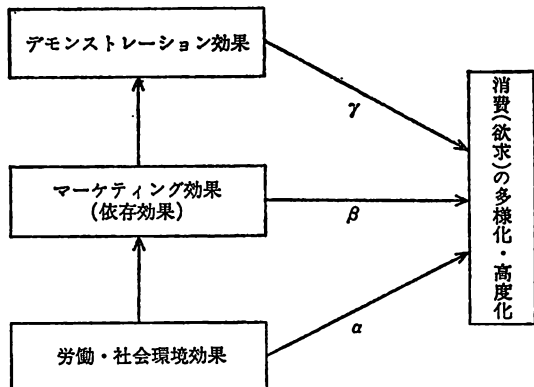 デモンストレーション効果
γ
マーケティング効果
(依存効果)
β
消費(欲求)の多様化・高度化
労働・社会環境効果
α